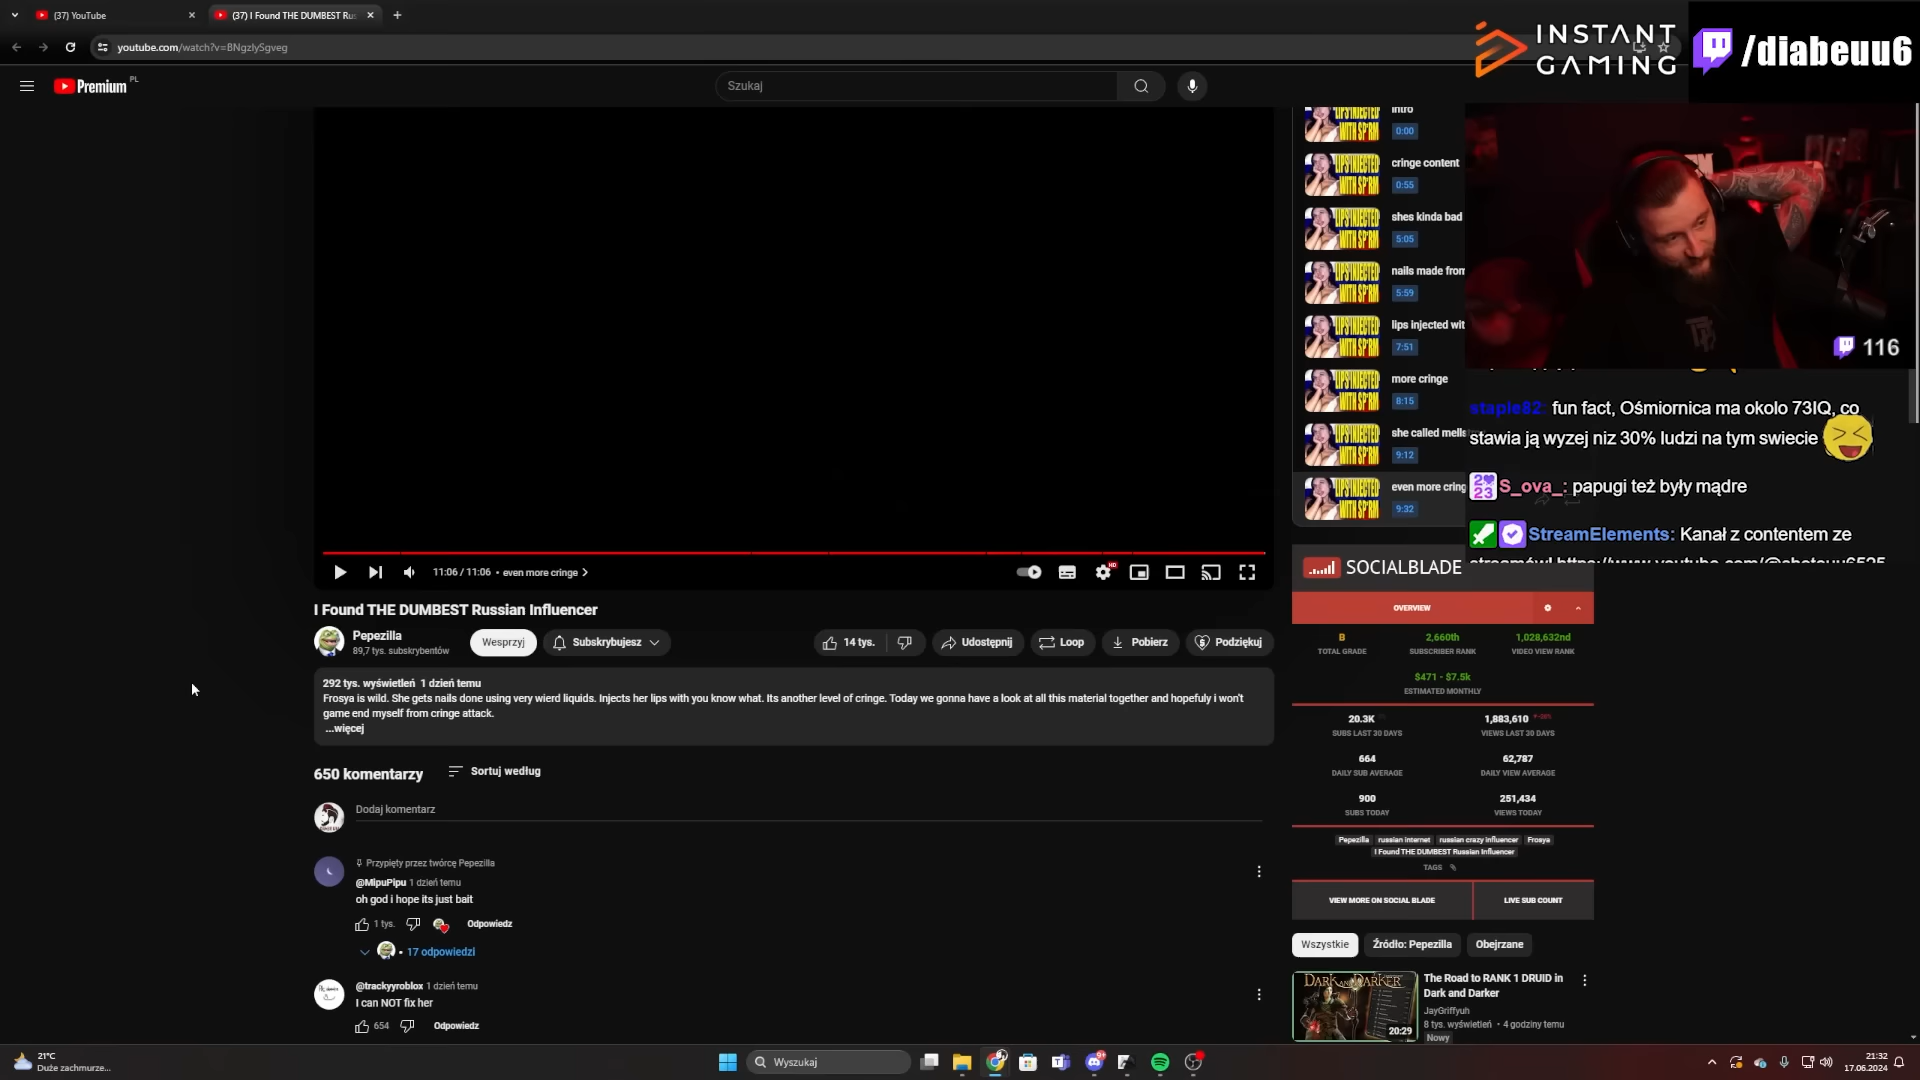 (37) YouTube
(37) I Found THE DUMBEST Rus
youtube.com/watch?v=BNgzlySgveg
INSTANT
GAMING
/diabeuu6
Premium PL
Szukaj
intro
0:00
cringe content
0:55
shes kinda bad
5:05
nails made from
5:59
lips injected wit
7:51
more cringe
8:15
she called mells
9:12
even more cring
9:32
116
staple82: fun fact, Ośmiornica ma okolo 73IQ, co
stawia ją wyzej niz 30% ludzi na tym swiecie
S_ova_: papugi też były mądre
StreamElements: Kanał z contentem ze
11:06 / 11:06 • even more cringe
I Found THE DUMBEST Russian Influencer
Pepezilla
89,7 tys. subskrybentów
Wesprzyj
Subskrybujesz
14 tys.
Udostępnij
Loop
Pobierz
Podziękuj
292 tys. wyświetleń 1 dzień temu
Frosya is wild. She gets nails done using very wierd liquids. Injects her lips with you know what. Its another level of cringe. Today we gonna have a look at all this material together and hopefuly i won't
game end myself from cringe attack.
...więcej
650 komentarzy
Sortuj według
Dodaj komentarz
Przypięty przez twórcę Pepezilla
@MipuPipu 1 dzień temu
oh god i hope its just bait
1 tys.
Odpowiedz
17 odpowiedzi
@trackyyroblox 1 dzień temu
I can NOT fix her
654
Odpowiedz
SOCIALBLADE
OVERVIEW
B
TOTAL GRADE
2,660th
SUBSCRIBER RANK
1,028,632nd
VIDEO VIEW RANK
$471 - $7.5k
ESTIMATED MONTHLY
20.3K
SUBS LAST 30 DAYS
1,883,610
VIEWS LAST 30 DAYS
664
DAILY SUB AVERAGE
62,787
DAILY VIEW AVERAGE
900
SUBS TODAY
251,434
VIEWS TODAY
Pepezilla russian internet russian crazy influencer Frosya
I Found THE DUMBEST Russian Influencer
TAGS
VIEW MORE ON SOCIAL BLADE
LIVE SUB COUNT
Wszystkie
Źródło: Pepezilla
Obejrzane
DARK AND DARKER
20:29
The Road to RANK 1 DRUID in
Dark and Darker
JayGriffyuh
8 tys. wyświetleń • 4 godziny temu
Nowy
21°C
Duże zachmurze...
Wyszukaj
21:32
17.06.2024